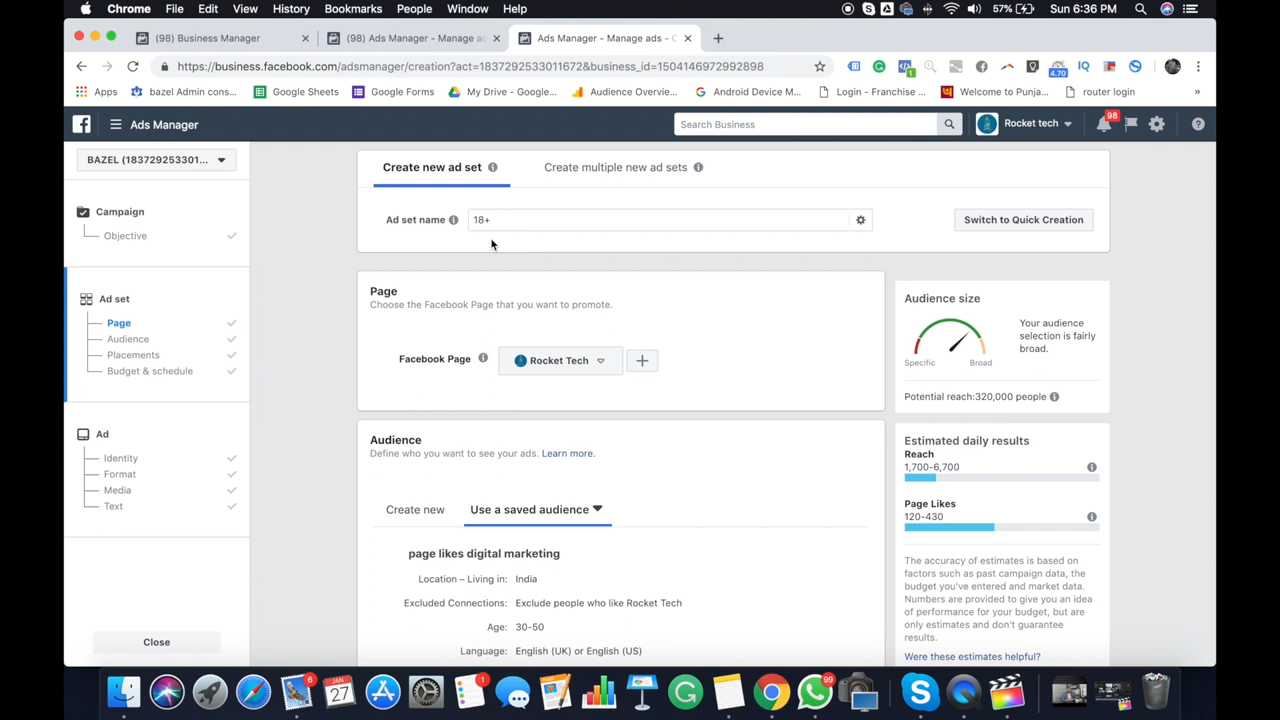 Chrome File Edit View History Bookmarks People Window Help 57% Sun 6:36 PM
(98) Business Manager (98) Ads Manager - Manage ad Ads Manager - Manage ads - C
https://business.facebook.com/adsmanager/creation?act=1837292533011672&business_id=1504146972992898 1 4.70 IQ
Apps bazel Admin cons... Google Sheets Google Forms My Drive - Google... Audience Overvie... Android Device M... Login - Franchise ... Welcome to Punja... router login »
Ads Manager Search Business Rocket tech 98
BAZEL (183729253301...
Create new ad set Create multiple new ad sets
Campaign
Objective
Ad set name 18+ Switch to Quick Creation
Ad set
Page
Audience
Placements
Budget & schedule
Ad
Identity
Format
Media
Text
Close
Page
Choose the Facebook Page that you want to promote.
Facebook Page Rocket Tech
Audience
Define who you want to see your ads. Learn more.
Create new Use a saved audience
page likes digital marketing
Location – Living in: India
Excluded Connections: Exclude people who like Rocket Tech
Age: 30-50
Language: English (UK) or English (US)
Audience size
Your audience
selection is fairly
broad.
Specific Broad
Potential reach:320,000 people
Estimated daily results
Reach
1,700-6,700
Page Likes
120-430
The accuracy of estimates is based on
factors such as past campaign data, the
budget you've entered and market data.
Numbers are provided to give you an idea
of performance for your budget, but are
only estimates and don't guarantee
results.
Were these estimates helpful?
6 JAN 27 1 99